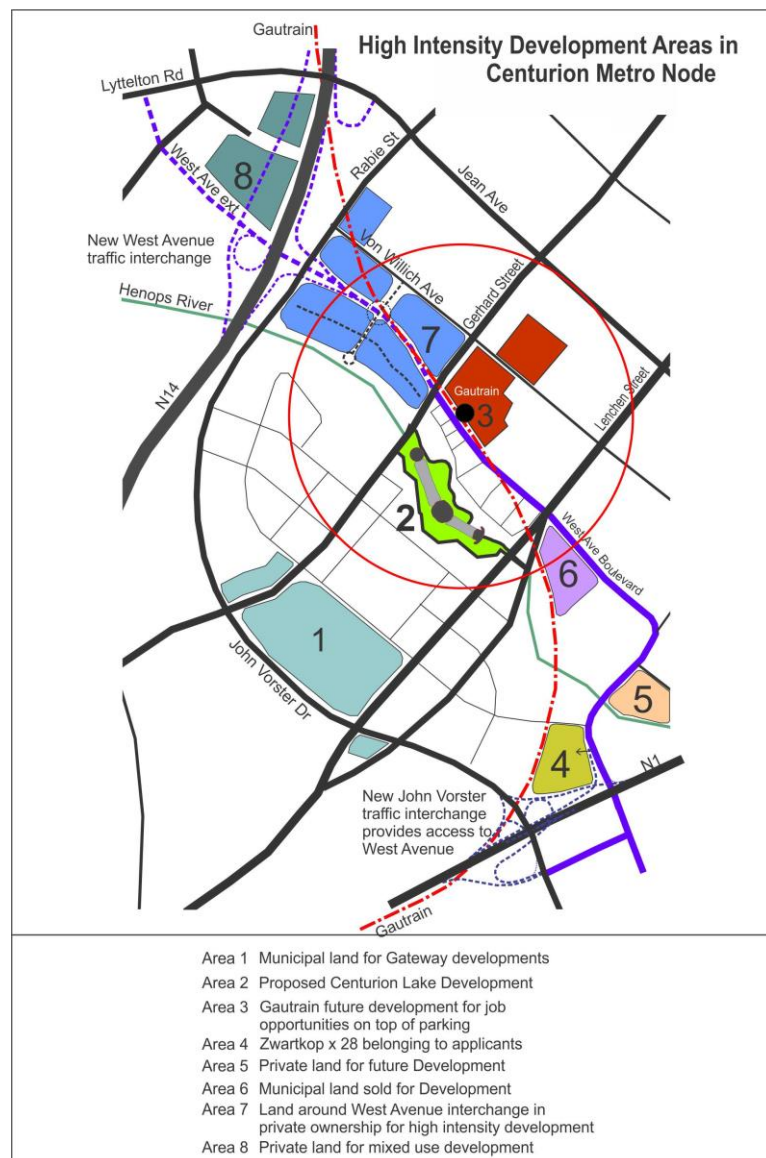 Gautrain
High Intensity Development Areas in
Centurion Metro Node
Lyttelton Rd
Rabie St
Jean Ave
8
West Ave ext
New West Avenue
traffic interchange
Von Willich Ave
Gerhard Street
Henops River
7
N14
Gautrain
3
Lenchen Street
2
West Ave Boulevard
6
1
5
John Vorster Dr
4
N1
New John Vorster
traffic interchange
provides access to
West Avenue
Gautrain
Area 1 Municipal land for Gateway developments
Area 2 Proposed Centurion Lake Development
Area 3 Gautrain future development for job
opportunities on top of parking
Area 4 Zwartkop x 28 belonging to applicants
Area 5 Private land for future Development
Area 6 Municipal land sold for Development
Area 7 Land around West Avenue interchange in
private ownership for high intensity development
Area 8 Private land for mixed use development